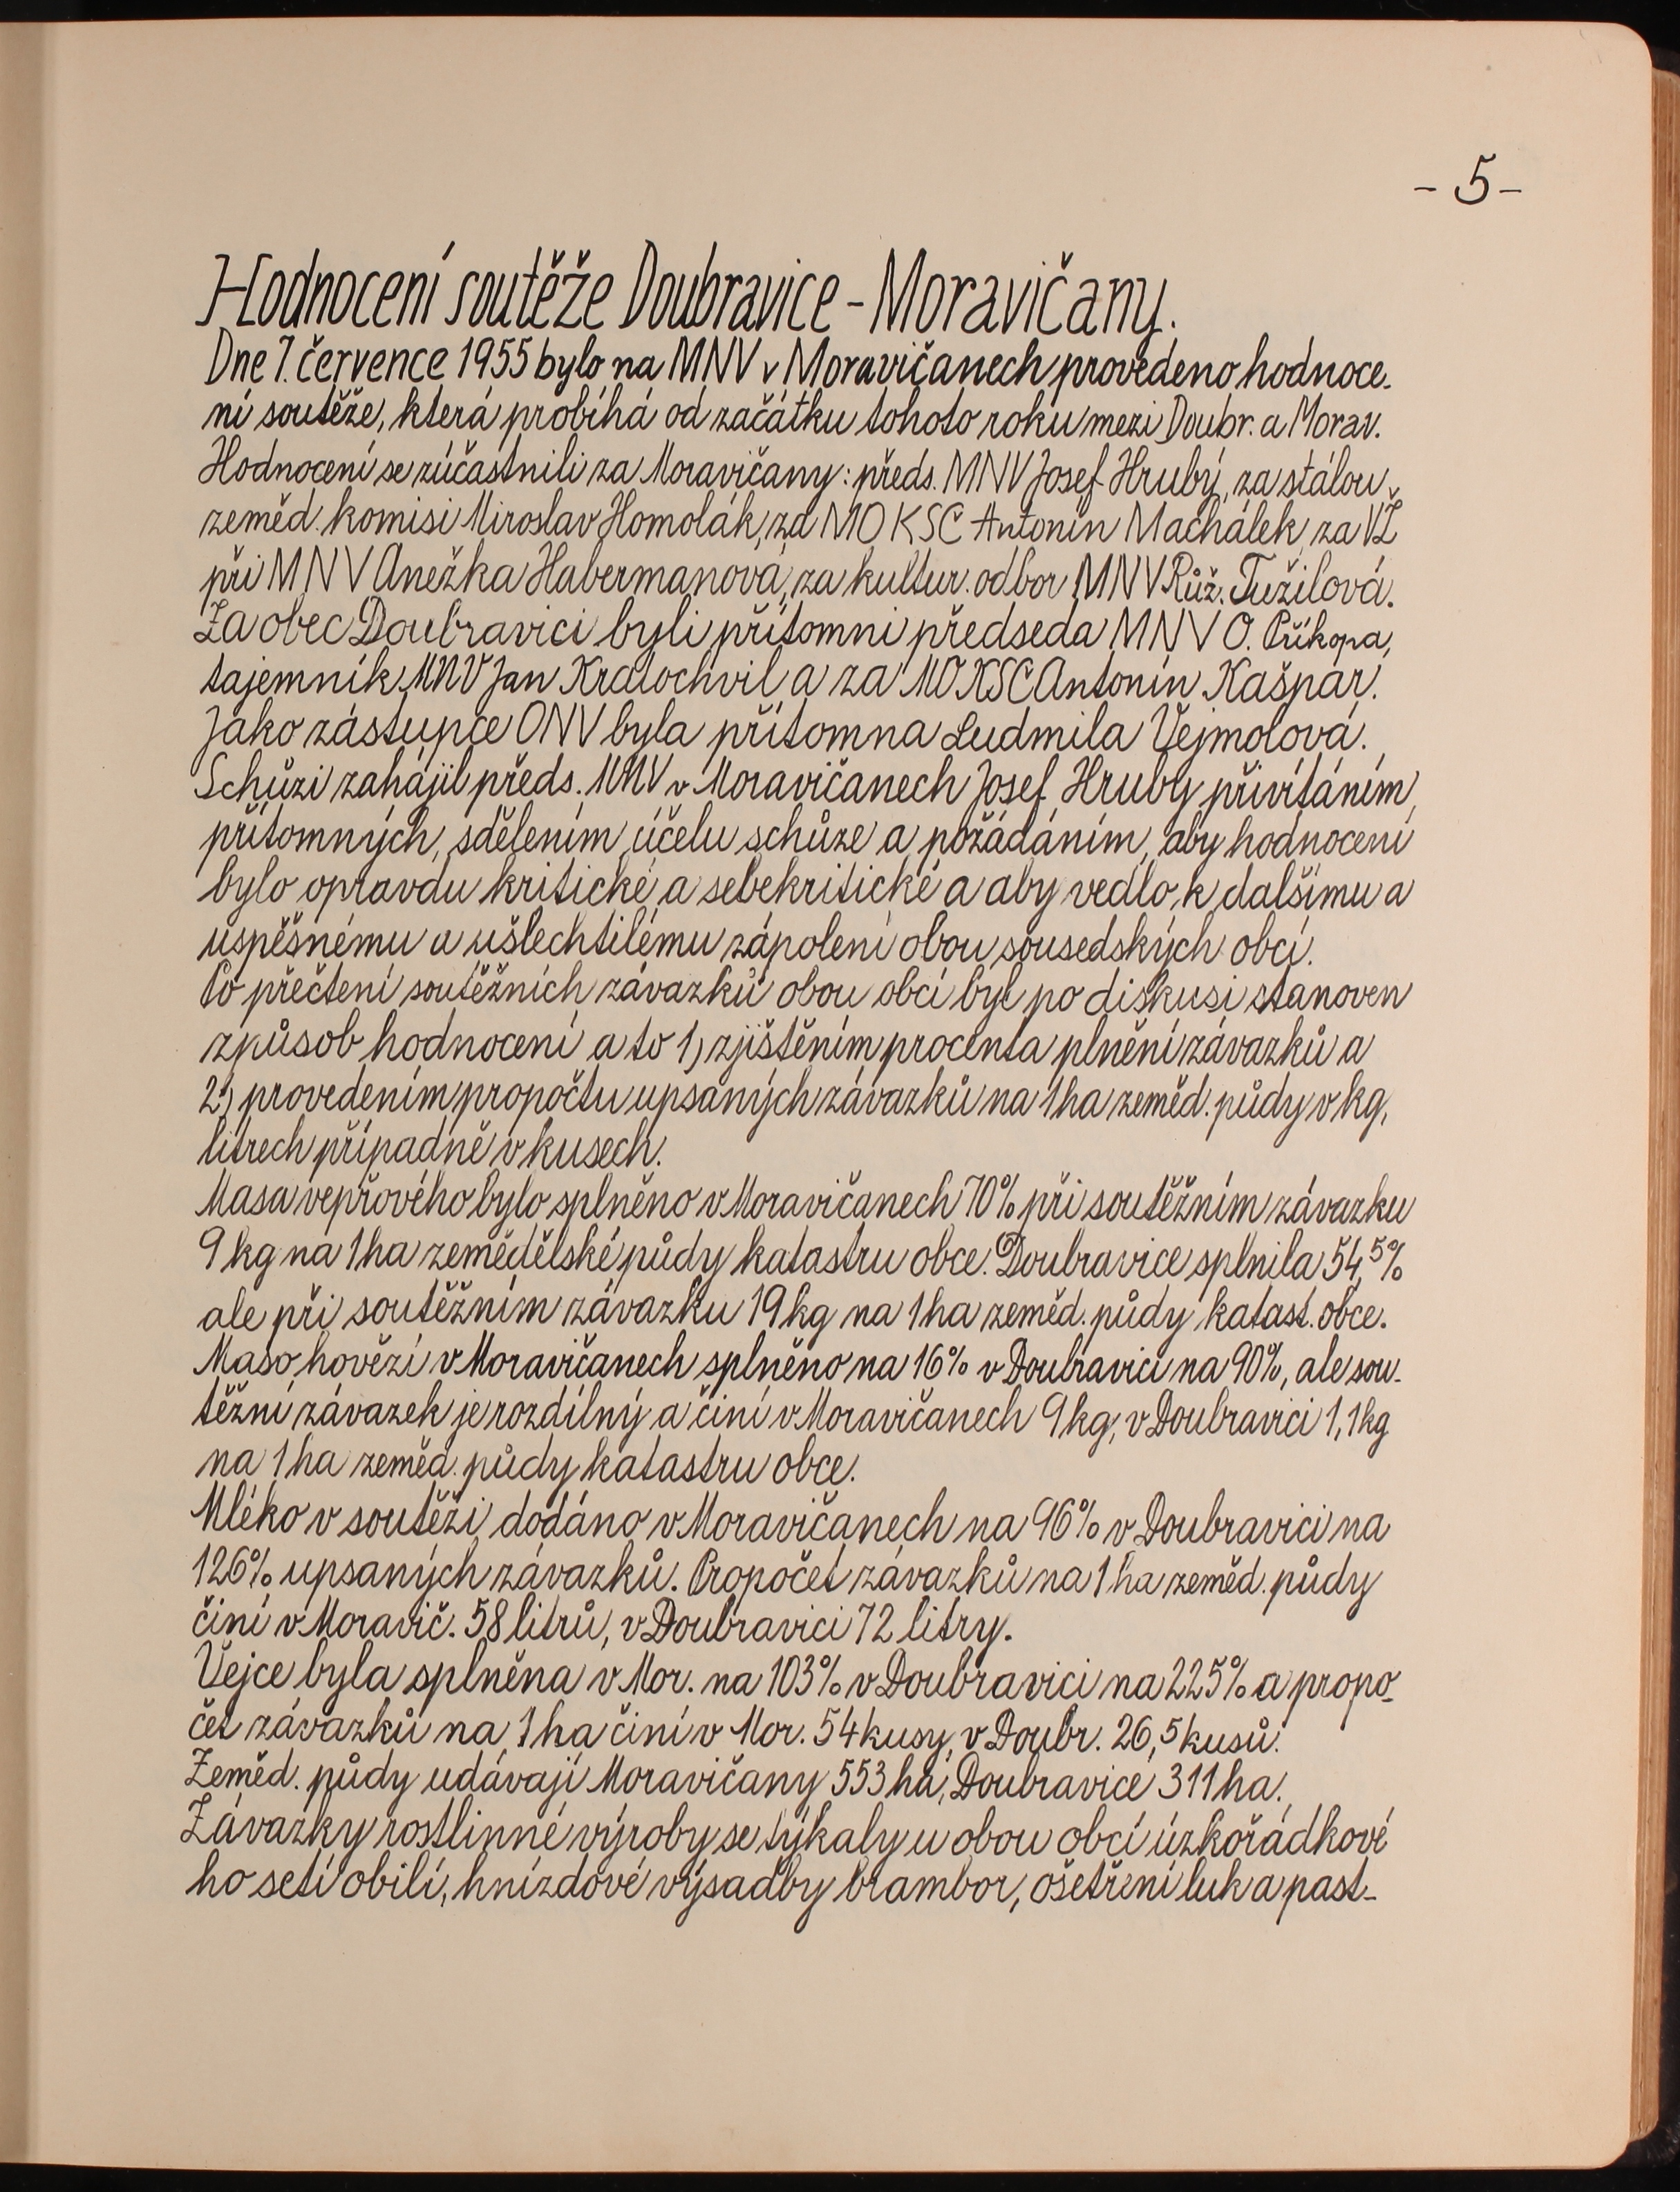 - 5 -
Hodnocení soutěže Doubravice - Moravičany.
Dne 7. července 1955 bylo na MNV v Moravičanech provedeno hodnoce-
ní soutěže, která probíhá od začátku tohoto roku mezi Doubr. a Morav.
Hodnocení se zúčastnili za Moravičany: předs. MNV Josef Hrubý, za stálou
zeměd. komisi Miroslav Homolák, za MO KSČ Antonín Machálek, za VŽ
při MNV Anežka Habermanová, za kultur. odbor MNV Růž. Tužilová.
Za obec Doubravici byli přítomni předseda MNV O. Příkopa,
tajemník MNV Jan Kratochvil a za MO KSČ Antonín Kašpar.
Jako zástupce ONV byla přítomna Ludmila Vejmolová.
Schůzi zahájil předs. MNV v Moravičanech Josef Hrubý přivítáním
přítomných, sdělením účelu schůze a požádáním, aby hodnocení
bylo opravdu kritické a sebekritické a aby vedlo k dalšímu a
úspěšnému a ušlechtilému zápolení obou sousedských obcí.
Po přečtení soutěžních závazků obou obcí byl po diskusi stanoven
způsob hodnocení a to 1) zjištěním procenta plnění závazků a
2) provedením propočtu upsaných závazků na 1 ha zeměd. půdy v kg,
litrech případně v kusech.
Masa vepřového bylo splněno v Moravičanech 70% při soutěžním závazku
9 kg na 1 ha zemědělské půdy katastru obce. Doubravice splnila 54,5%
ale při soutěžním závazku 19 kg na 1 ha zeměd. půdy katast. obce.
Maso hovězí v Moravičanech splněno na 16% v Doubravici na 90%, ale sou-
těžní závazek je rozdílný a činí v Moravičanech 9 kg, v Doubravici 1,1 kg
na 1 ha zeměd. půdy katastru obce.
Mléko v soutěži dodáno v Moravičanech na 96% v Doubravici na
126% upsaných závazků. Propočet závazků na 1 ha zeměd. půdy
činí v Moravič. 58 litrů, v Doubravici 72 litry.
Vejce byla splněna v Mor. na 103% v Doubravici na 225% a propo-
čet závazků na 1 ha činí v Mor. 54 kusy, v Doubr. 26,5 kusů.
Zeměd. půdy udávají Moravičany 553 ha, Doubravice 311 ha.
Závazky rostlinné výroby se týkaly u obou obcí úzkořádkové
ho setí obilí, hnízdové výsadby brambor, ošetření luk a past-